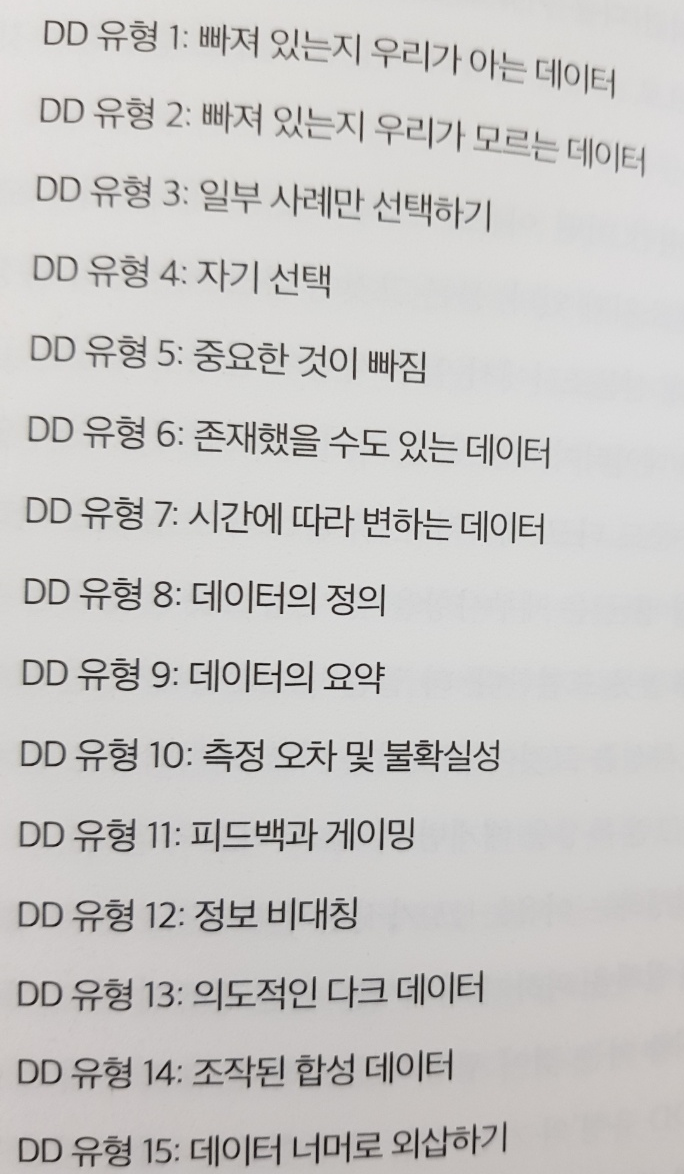 DD 유형 1: 빠져 있는지 우리가 아는 데이터
DD 유형 2: 빠져 있는지 우리가 모르는 데이터
DD 유형 3: 일부 사례만 선택하기
DD 유형 4: 자기 선택
DD 유형 5: 중요한 것이 빠짐
DD 유형 6: 존재했을 수도 있는 데이터
DD 유형 7: 시간에 따라 변하는 데이터
DD 유형 8: 데이터의 정의
DD 유형 9: 데이터의 요약
DD 유형 10: 측정 오차 및 불확실성
DD 유형 11: 피드백과 게이밍
DD 유형 12: 정보 비대칭
DD 유형 13: 의도적인 다크 데이터
DD 유형 14: 조작된 합성 데이터
DD 유형 15: 데이터 너머로 외삽하기